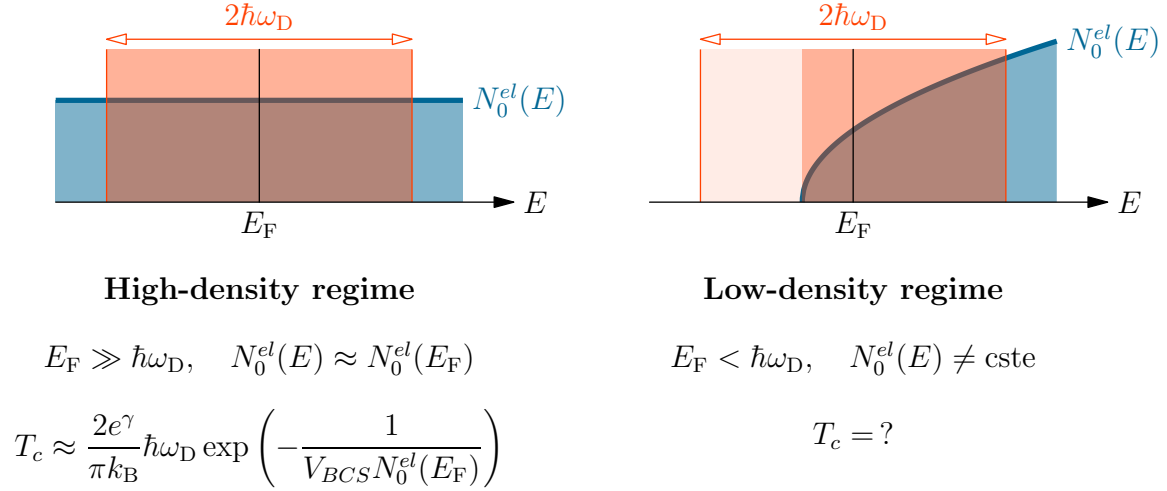 2ℏω_D
N_0^{el}(E)
E
E_F
High-density regime
E_F ≫ ℏω_D, N_0^{el}(E) ≈ N_0^{el}(E_F)
T_c ≈ \frac{2e^γ}{πk_B} ℏω_D exp(-\frac{1}{V_{BCS} N_0^{el}(E_F)})
2ℏω_D
N_0^{el}(E)
E
E_F
Low-density regime
E_F < ℏω_D, N_0^{el}(E) ≠ cste
T_c = ?